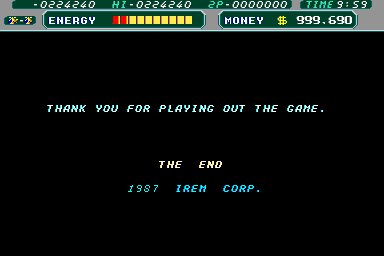 -0224240 HI-0224240 2P-0000000 TIME 9:59
ENERGY MONEY $ 999,690
THANK YOU FOR PLAYING OUT THE GAME.
THE END
1987 IREM CORP.